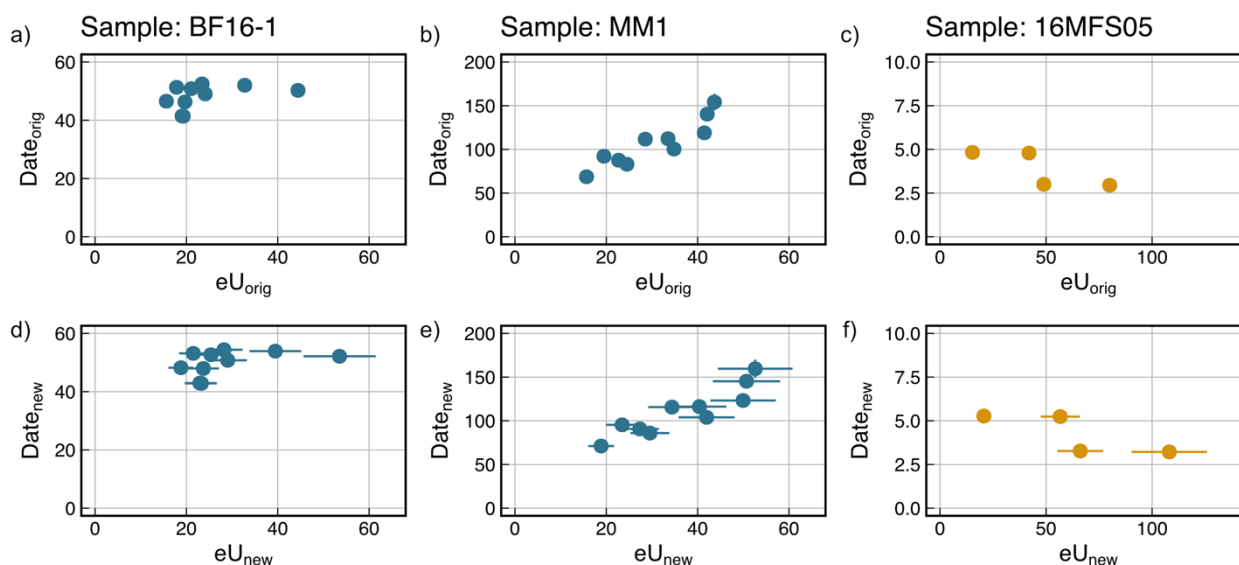 Sample: BF16-1
Sample: MM1
Sample: 16MFS05
a)
60
40
20
0
Date_orig
0 20 40 60
eU_orig
b)
200
150
100
50
0
Date_orig
0 20 40 60
eU_orig
c)
10.0
7.5
5.0
2.5
0.0
Date_orig
0 50 100
eU_orig
d)
60
40
20
0
Date_new
0 20 40 60
eU_new
e)
200
150
100
50
0
Date_new
0 20 40 60
eU_new
f)
10.0
7.5
5.0
2.5
0.0
Date_new
0 50 100
eU_new